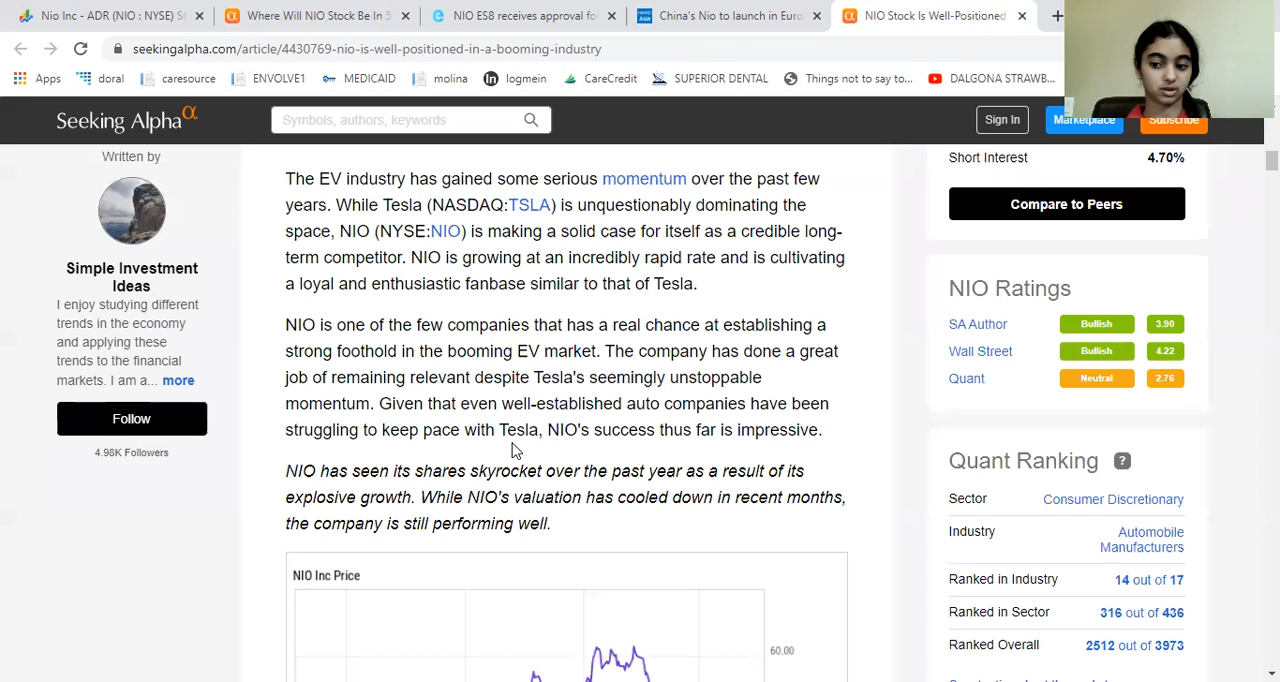 Nio Inc - ADR (NIO : NYSE) St
Where Will NIO Stock Be In 5
NIO ES8 receives approval for
China's Nio to launch in Euro
NIO Stock Is Well-Positioned
seekingalpha.com/article/4430769-nio-is-well-positioned-in-a-booming-industry
Apps
doral
caresource
ENVOLVE1
MEDICAID
molina
logmein
CareCredit
SUPERIOR DENTAL
Things not to say to...
DALGONA STRAWB...
Seeking Alpha α
Symbols, authors, keywords
Sign In
Marketplace
Subscribe
Written by
Simple Investment
Ideas
I enjoy studying different
trends in the economy
and applying these
trends to the financial
markets. I am a... more
Follow
4.98K Followers
The EV industry has gained some serious momentum over the past few
years. While Tesla (NASDAQ:TSLA) is unquestionably dominating the
space, NIO (NYSE:NIO) is making a solid case for itself as a credible long-
term competitor. NIO is growing at an incredibly rapid rate and is cultivating
a loyal and enthusiastic fanbase similar to that of Tesla.
NIO is one of the few companies that has a real chance at establishing a
strong foothold in the booming EV market. The company has done a great
job of remaining relevant despite Tesla's seemingly unstoppable
momentum. Given that even well-established auto companies have been
struggling to keep pace with Tesla, NIO's success thus far is impressive.
NIO has seen its shares skyrocket over the past year as a result of its
explosive growth. While NIO's valuation has cooled down in recent months,
the company is still performing well.
NIO Inc Price
60.00
Short Interest 4.70%
Compare to Peers
NIO Ratings
SA Author Bullish 3.90
Wall Street Bullish 4.22
Quant Neutral 2.76
Quant Ranking ?
Sector Consumer Discretionary
Industry Automobile
Manufacturers
Ranked in Industry 14 out of 17
Ranked in Sector 316 out of 436
Ranked Overall 2512 out of 3973